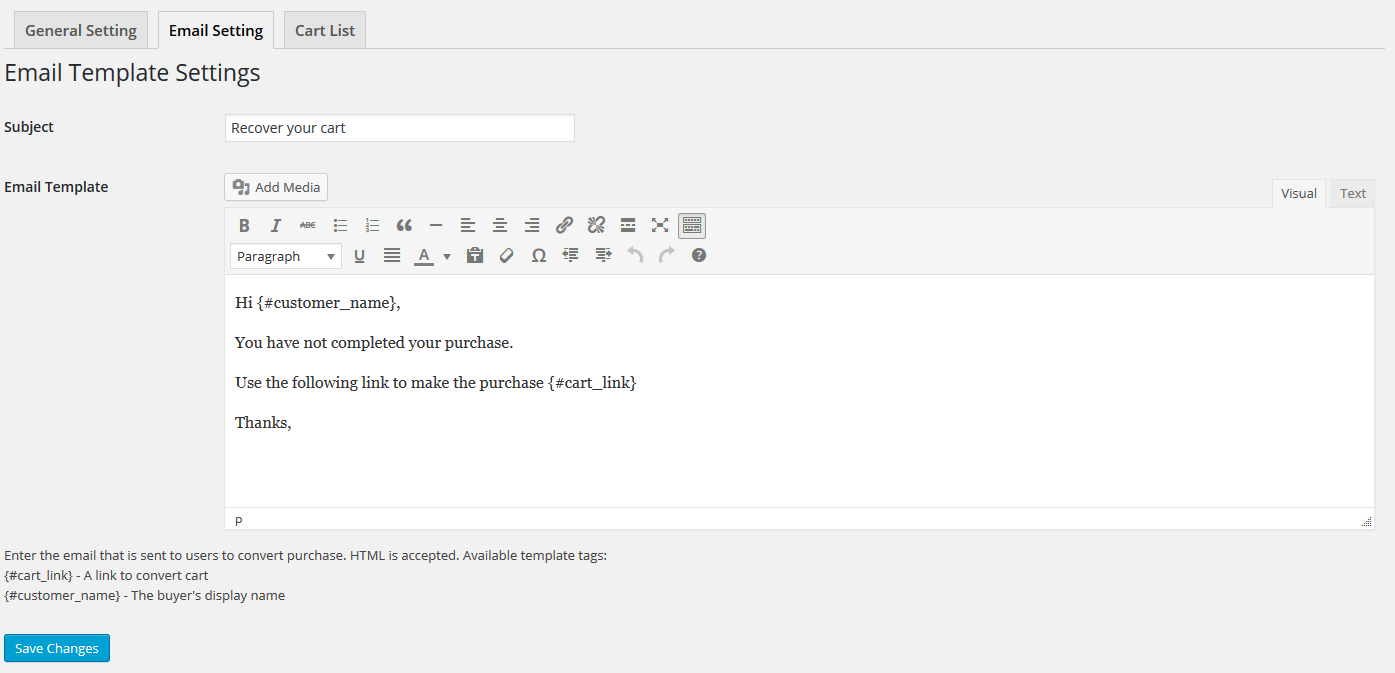 General Setting
Email Setting
Cart List
Email Template Settings
Subject
Recover your cart
Email Template
Add Media
Visual
Text
B I ABC
Paragraph U A T Ω ?
Hi {#customer_name},
You have not completed your purchase.
Use the following link to make the purchase {#cart_link}
Thanks,
p
Enter the email that is sent to users to convert purchase. HTML is accepted. Available template tags:
{#cart_link} - A link to convert cart
{#customer_name} - The buyer's display name
Save Changes